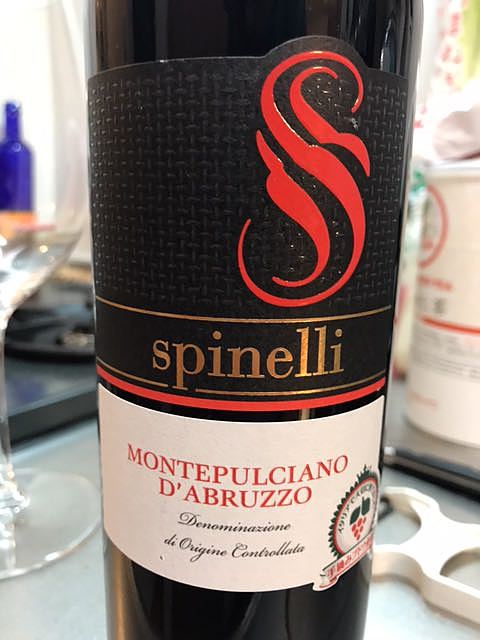 spinelli
MONTEPULCIANO
D'ABRUZZO
Denominazione
di Origine Controllata